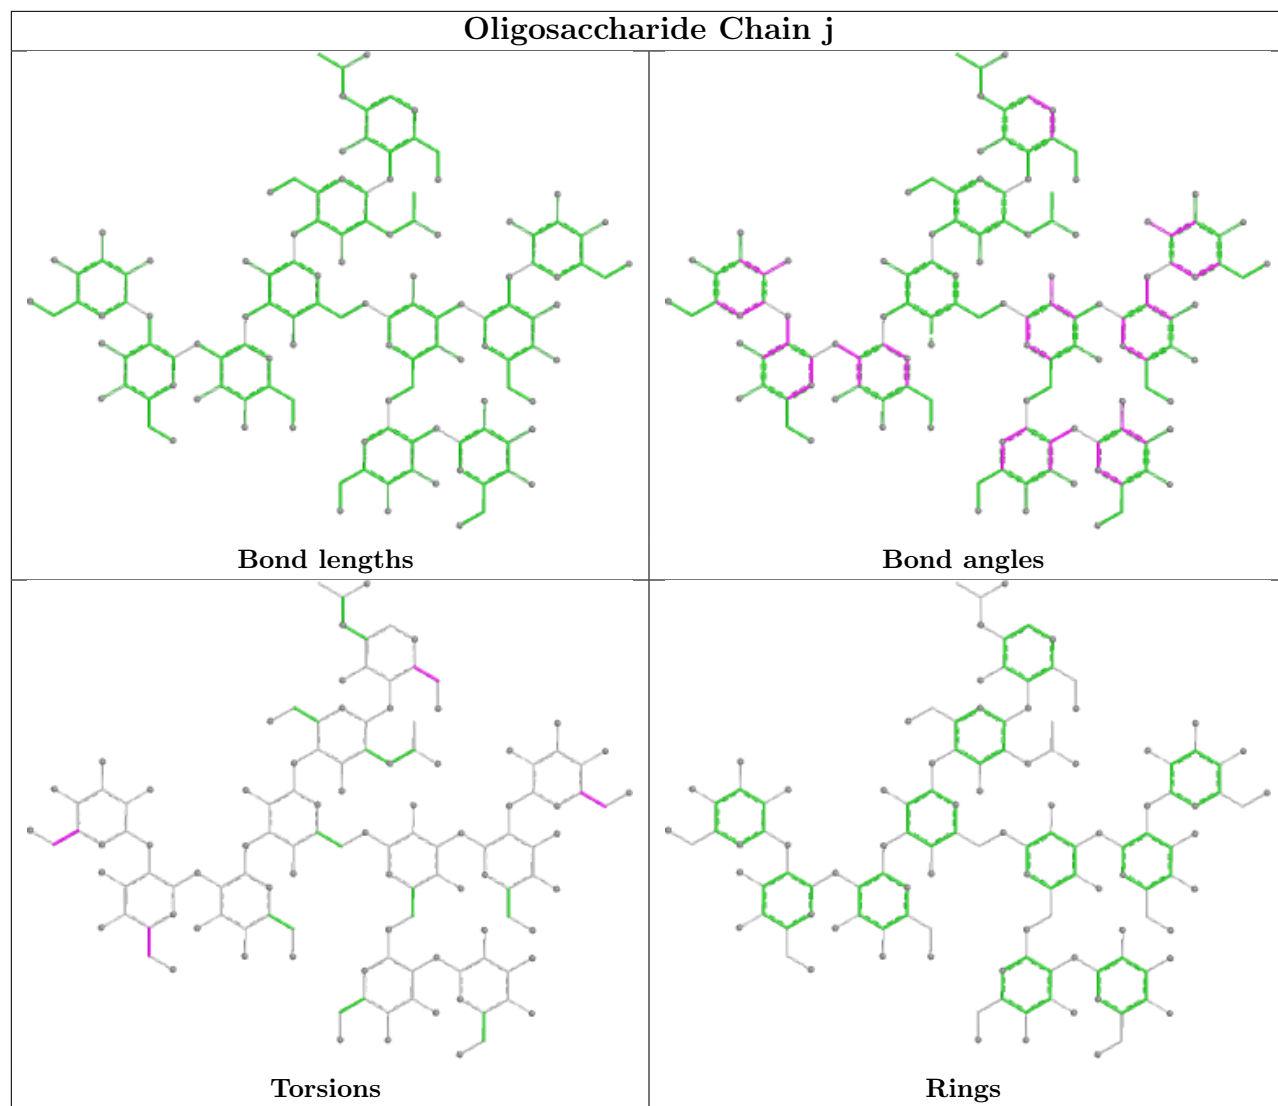 Oligosaccharide Chain j
Bond lengths
Bond angles
Torsions
Rings